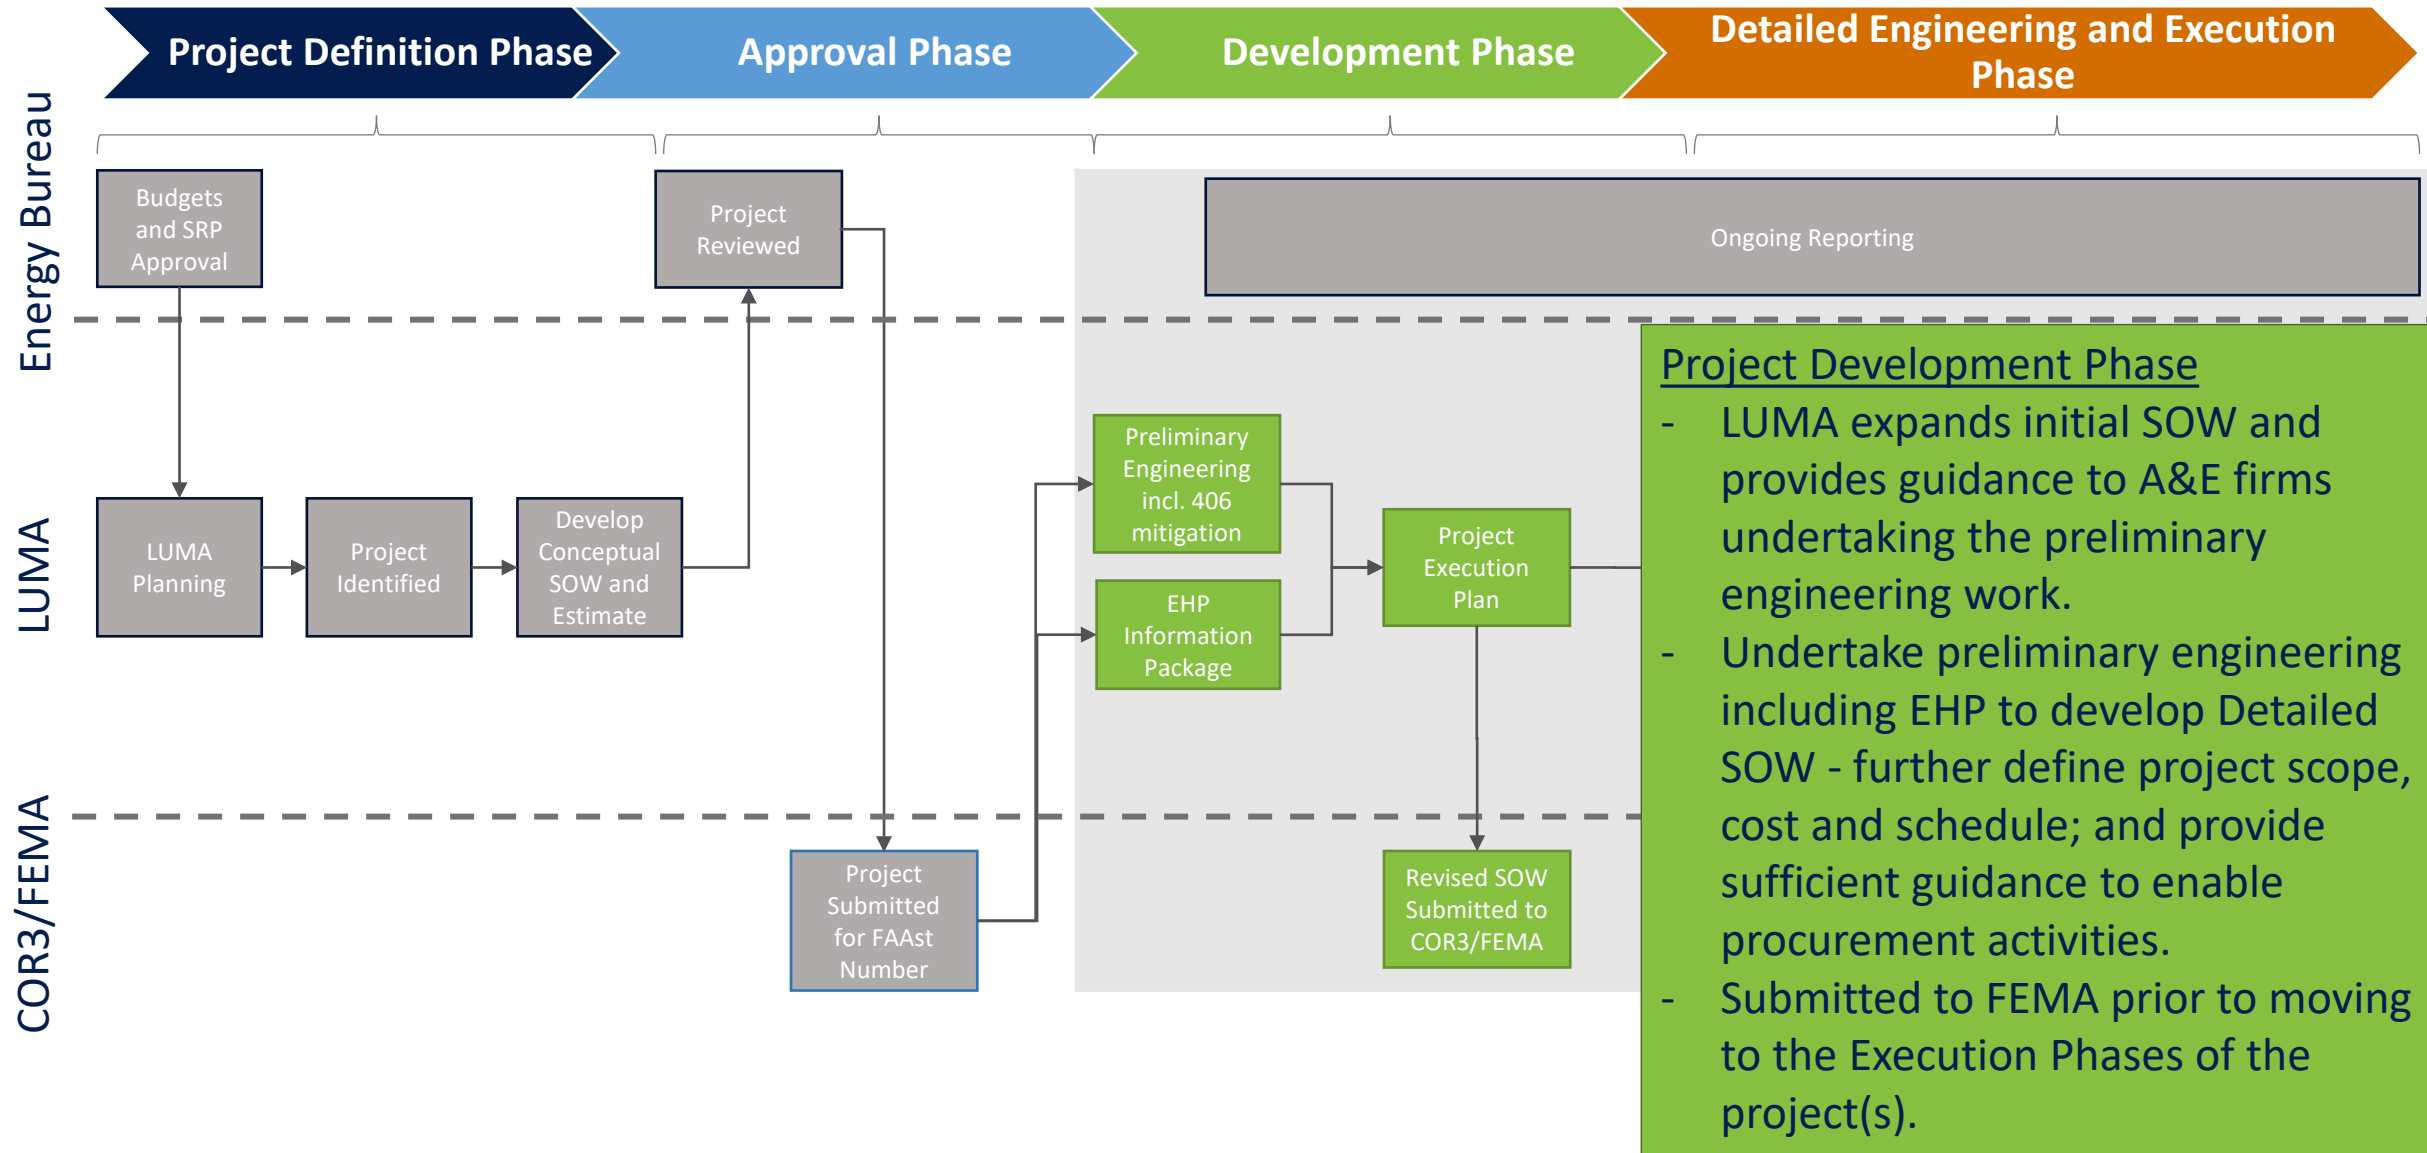 Project Definition Phase
Approval Phase
Development Phase
Detailed Engineering and Execution
Phase
Energy Bureau
Budgets
and SRP
Approval
Project
Reviewed
Ongoing Reporting
LUMA
LUMA
Planning
Project
Identified
Develop
Conceptual
SOW and
Estimate
Preliminary
Engineering
incl. 406
mitigation
EHP
Information
Package
Project
Execution
Plan
COR3/FEMA
Project
Submitted
for FAAst
Number
Revised SOW
Submitted to
COR3/FEMA
Project Development Phase
- LUMA expands initial SOW and
provides guidance to A&E firms
undertaking the preliminary
engineering work.
- Undertake preliminary engineering
including EHP to develop Detailed
SOW - further define project scope,
cost and schedule; and provide
sufficient guidance to enable
procurement activities.
- Submitted to FEMA prior to moving
to the Execution Phases of the
project(s).